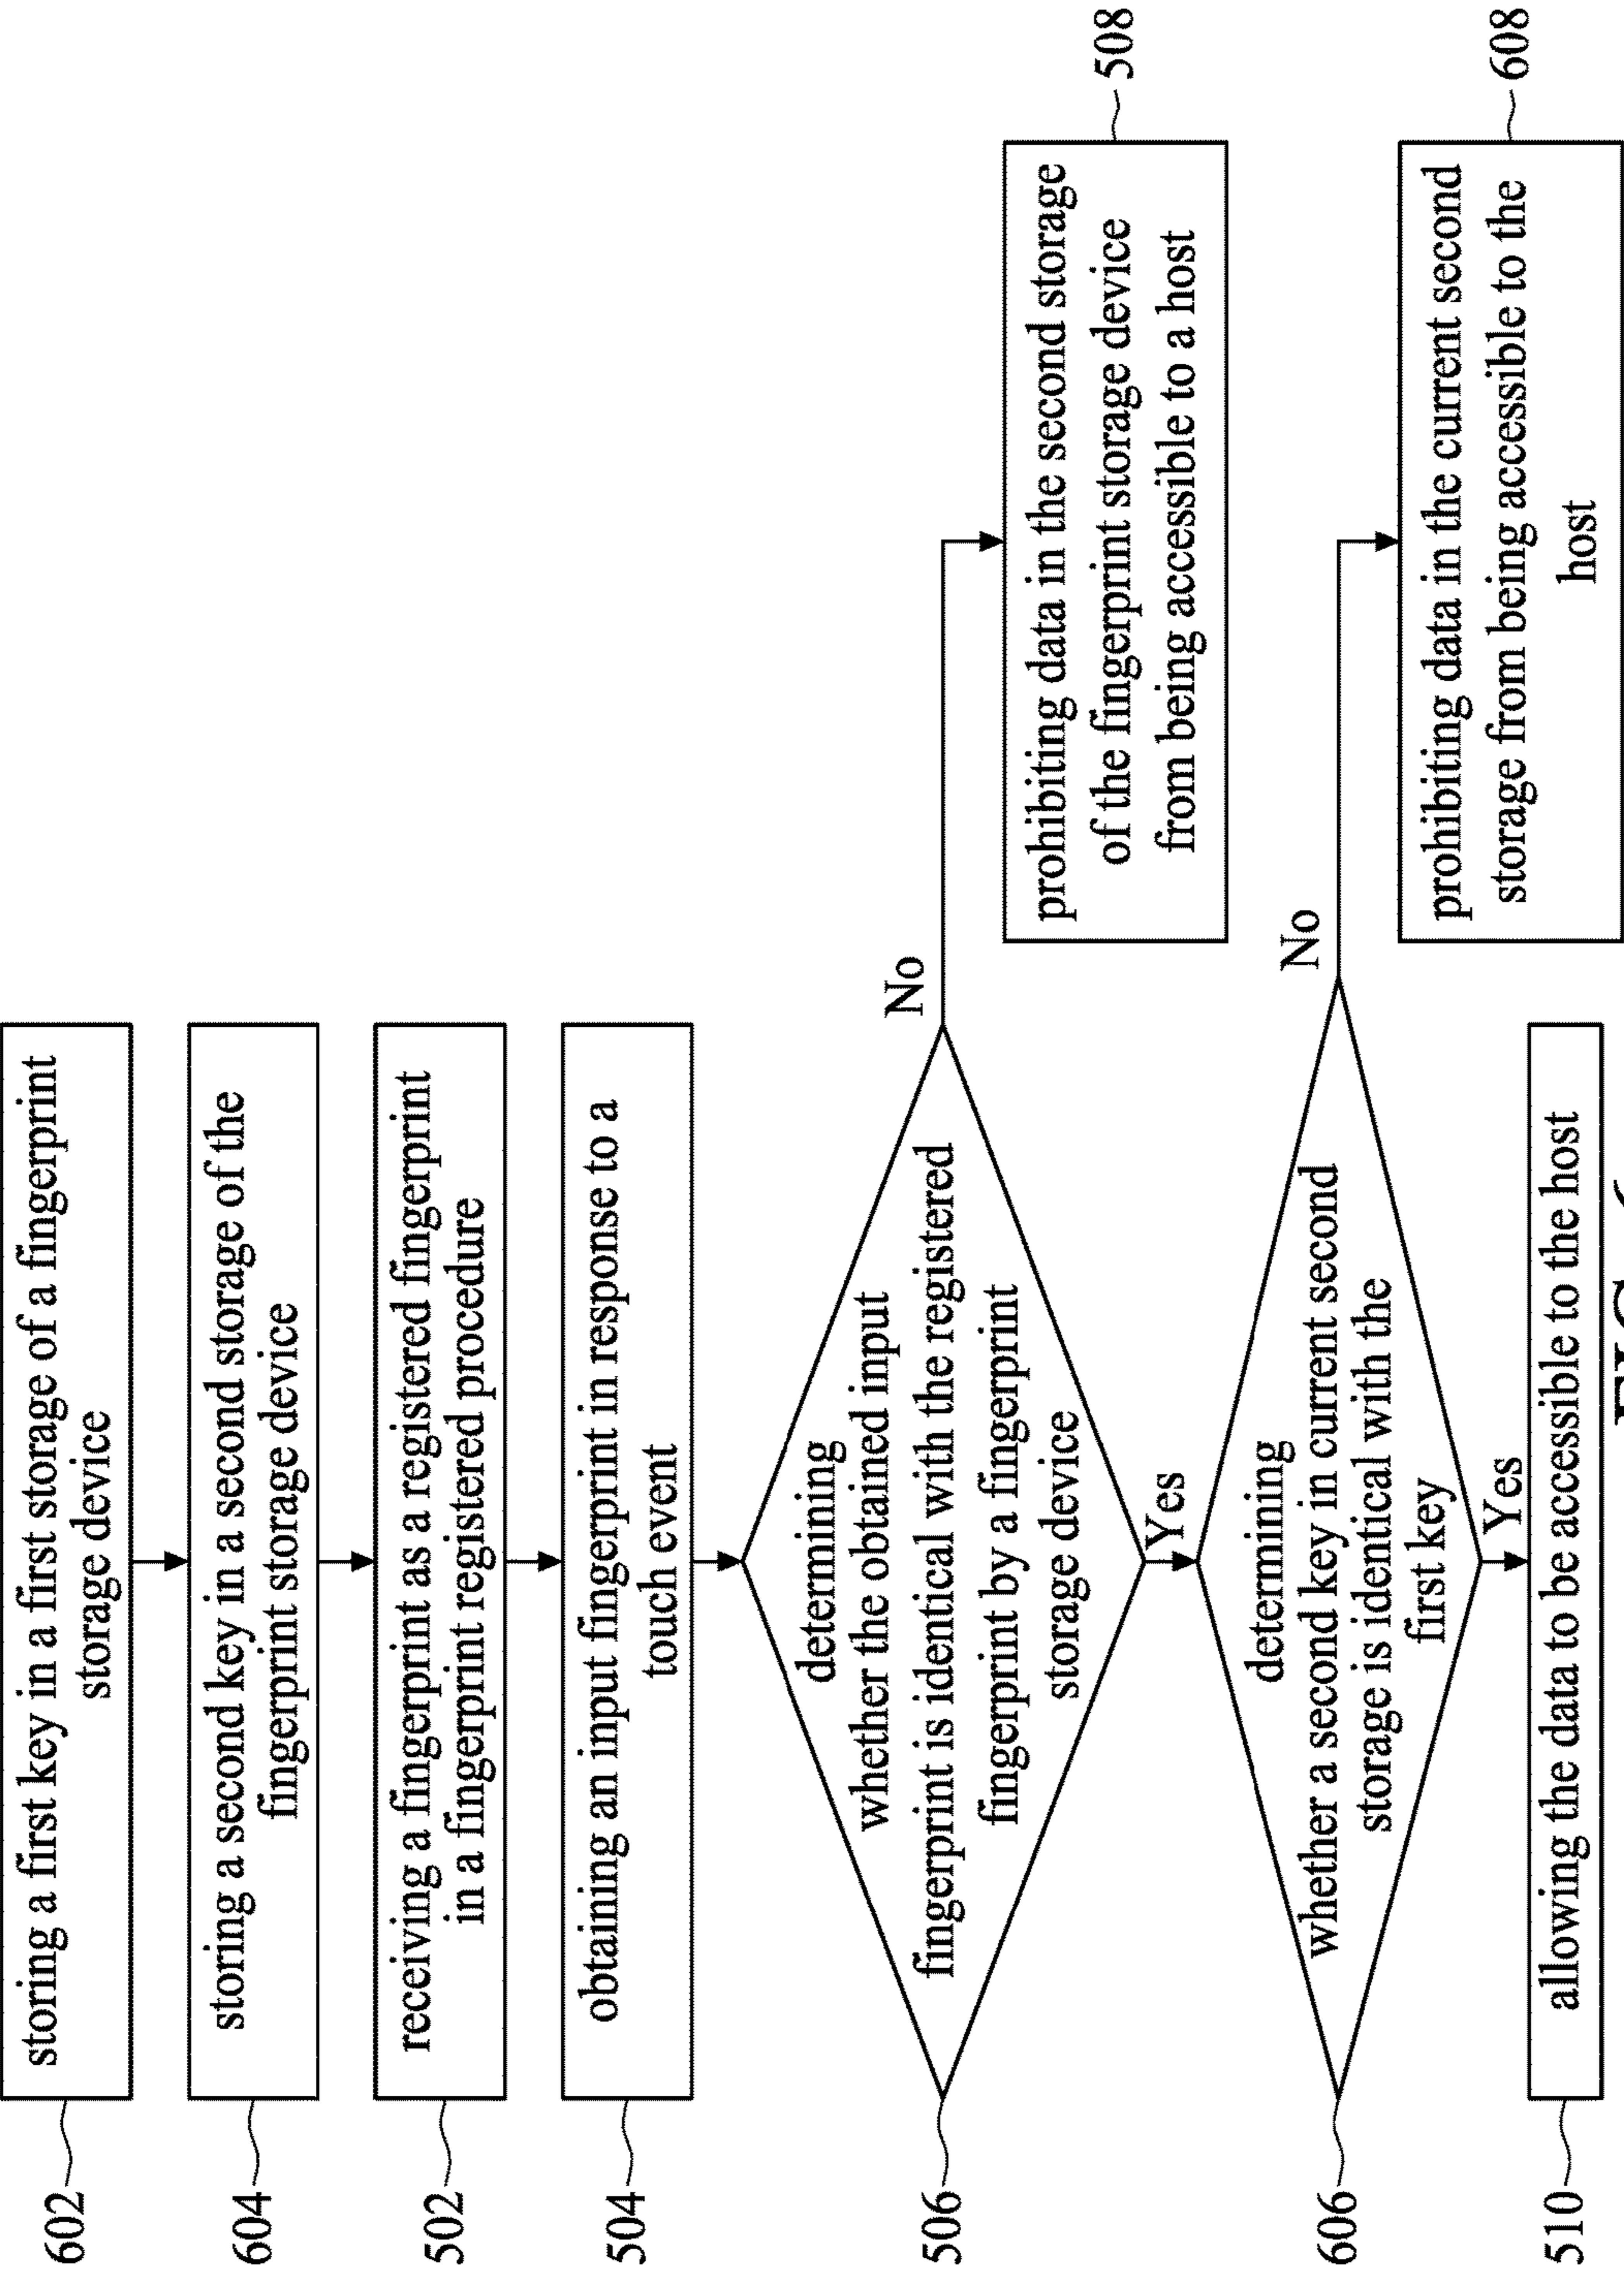 602
storing a first key in a first storage of a fingerprint
storage device
604
storing a second key in a second storage of the
fingerprint storage device
502
receiving a fingerprint as a registered fingerprint
in a fingerprint registered procedure
504
obtaining an input fingerprint in response to a
touch event
506
determining
whether the obtained input
fingerprint is identical with the registered
fingerprint by a fingerprint
storage device
No
prohibiting data in the second storage
of the fingerprint storage device
from being accessible to a host
508
Yes
606
determining
whether a second key in current second
storage is identical with the
first key
No
prohibiting data in the current second
storage from being accessible to the
host
608
Yes
510
allowing the data to be accessible to the host